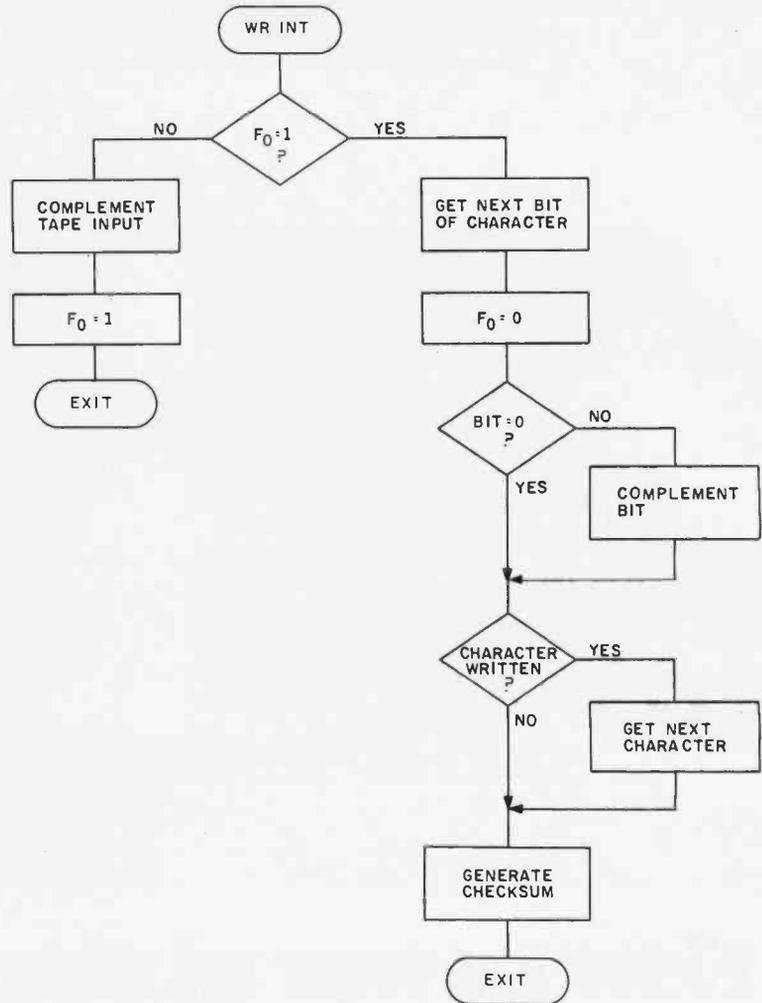 WR INT
F0=1
?
NO
YES
COMPLEMENT
TAPE INPUT
F0=1
EXIT
GET NEXT BIT
OF CHARACTER
F0=0
BIT=0
?
NO
YES
COMPLEMENT
BIT
CHARACTER
WRITTEN
?
YES
NO
GET NEXT
CHARACTER
GENERATE
CHECKSUM
EXIT